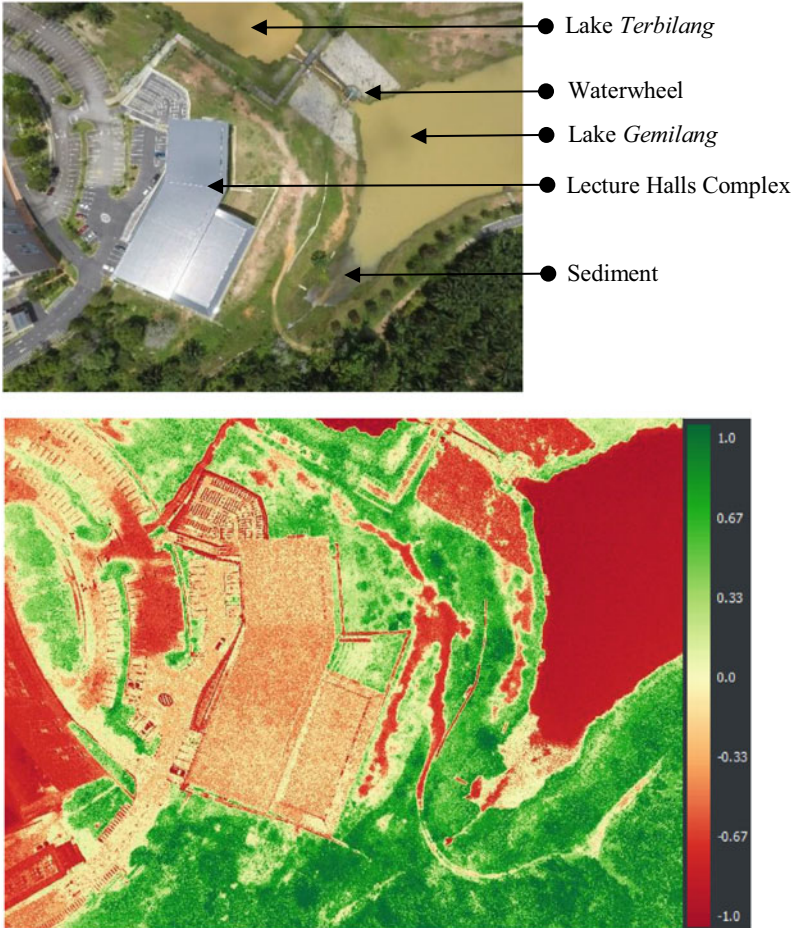 Lake Terbilang
Waterwheel
Lake Gemilang
Lecture Halls Complex
Sediment
1.0
0.67
0.33
0.0
-0.33
-0.67
-1.0